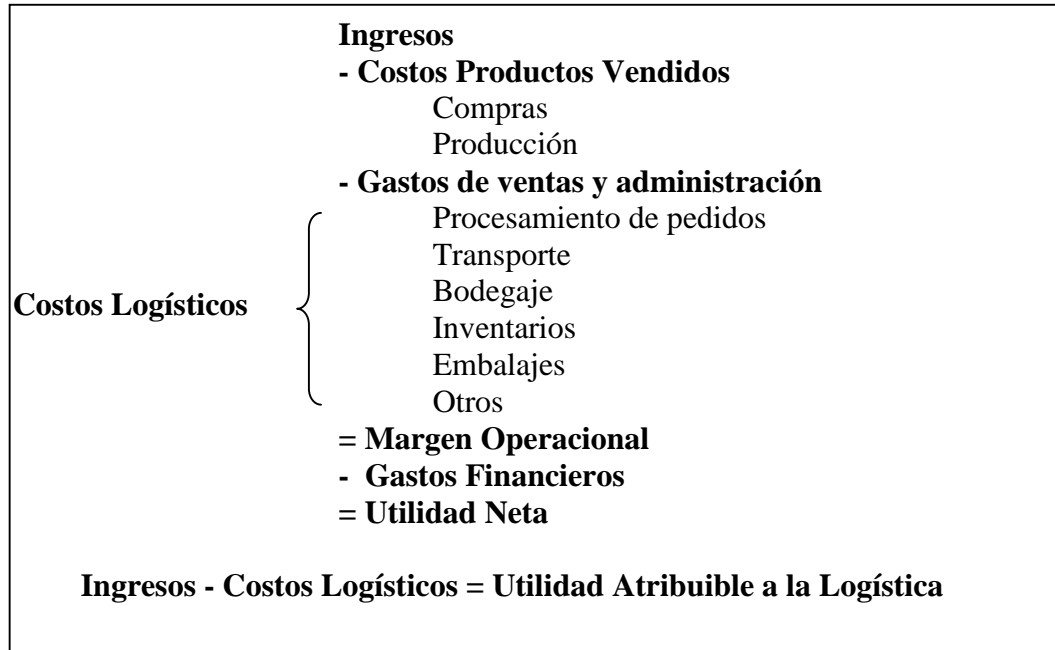 Ingresos
- Costos Productos Vendidos
Compras
Producción
- Gastos de ventas y administración
Procesamiento de pedidos
Transporte
Bodegaje
Costos Logísticos
Inventarios
Embalajes
Otros
= Margen Operacional
- Gastos Financieros
= Utilidad Neta
Ingresos - Costos Logísticos = Utilidad Atribuible a la Logística